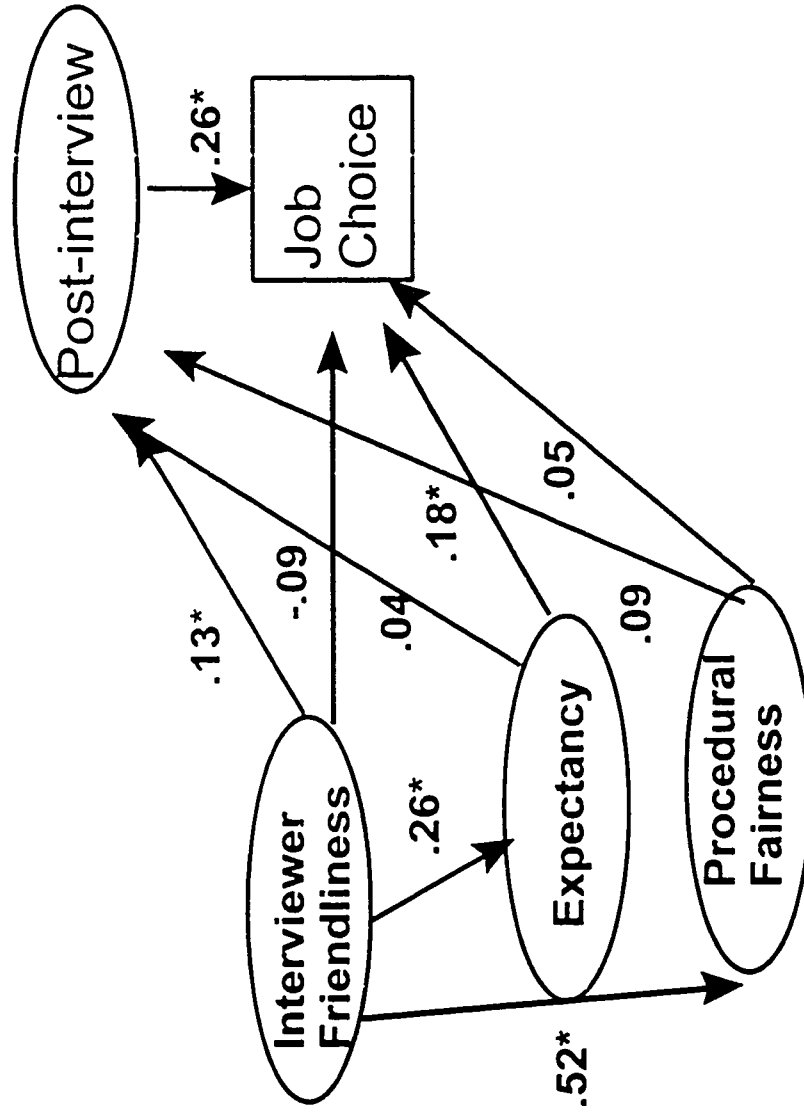 Post-interview
.26*
Job
Choice
.13*
-.09
.04
.18*
.05
.09
Interviewer
Friendliness
.26*
Expectancy
.52*
Procedural
Fairness